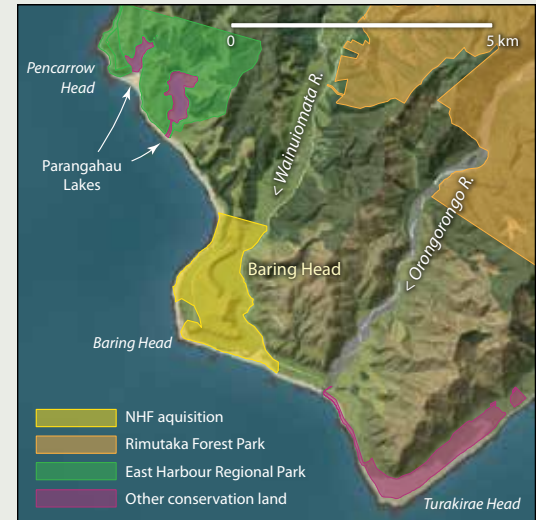 0
5 km
Pencarrow
Head
< Wainuiomata R.
Parangahau
Lakes
< Orongorongo R.
Baring Head
Baring Head
NHF aquisition
Rimutaka Forest Park
East Harbour Regional Park
Other conservation land
Turakirae Head